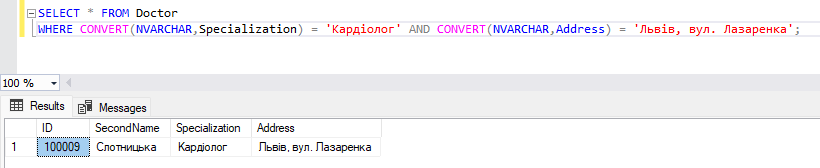 SELECT * FROM Doctor
WHERE CONVERT(NVARCHAR,Specialization) = 'Кардіолог' AND CONVERT(NVARCHAR,Address) = 'Львів, вул. Лазаренка';
100 %
Results Messages
ID SecondName Specialization Address
1 100009 Слотницька Кардіолог Львів, вул. Лазаренка